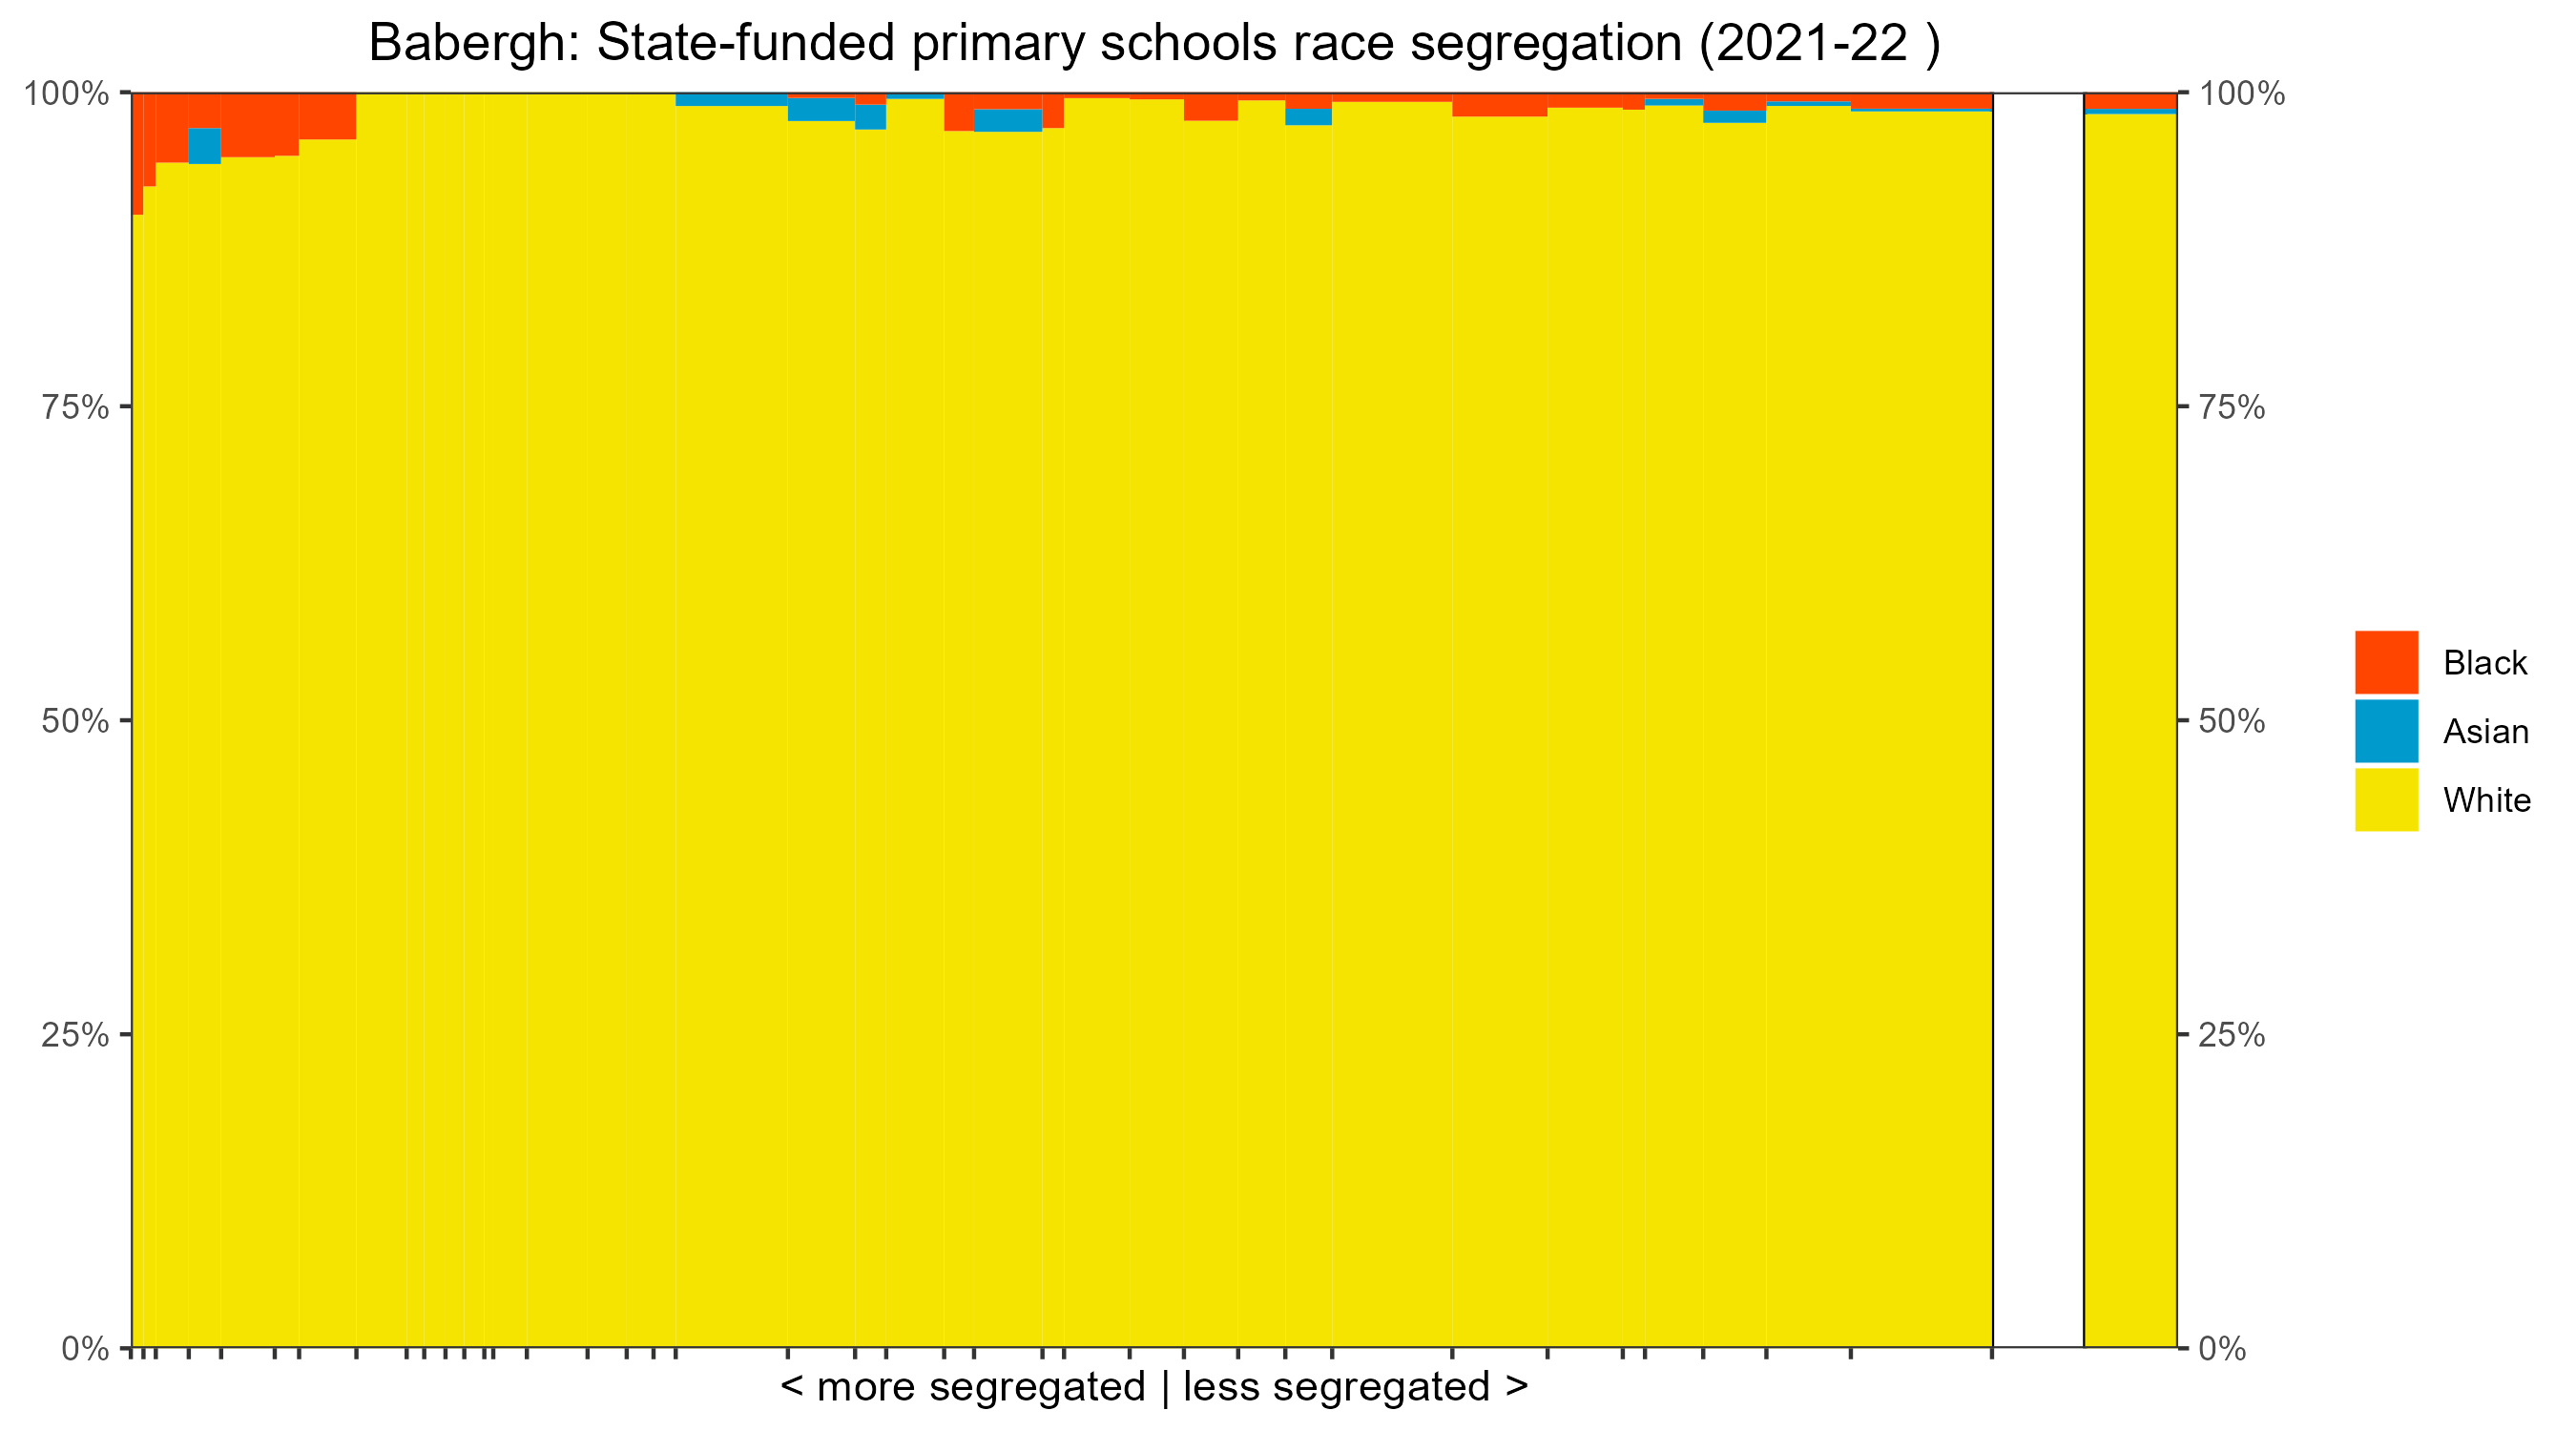 Babergh: State-funded primary schools race segregation (2021-22 )
100%
75%
50%
25%
0%
100%
75%
50%
25%
0%
Black
Asian
White
< more segregated | less segregated >